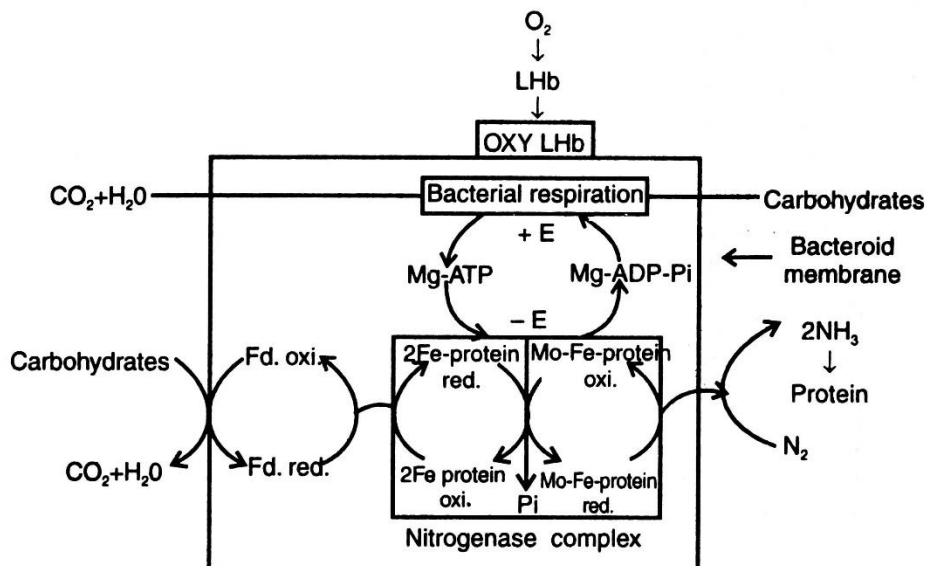 O₂
LHb
OXY LHb
CO₂+H₂0
Bacterial respiration
Carbohydrates
+ E
Mg-ATP
Mg-ADP-Pi
Bacteroid
membrane
– E
2NH₃
Carbohydrates
Fd. oxi.
2Fe-protein
red.
Mo-Fe-protein
oxi.
Protein
CO₂+H₂0
Fd. red.
2Fe protein
oxi.
Pi
Mo-Fe-protein
red.
N₂
Nitrogenase complex